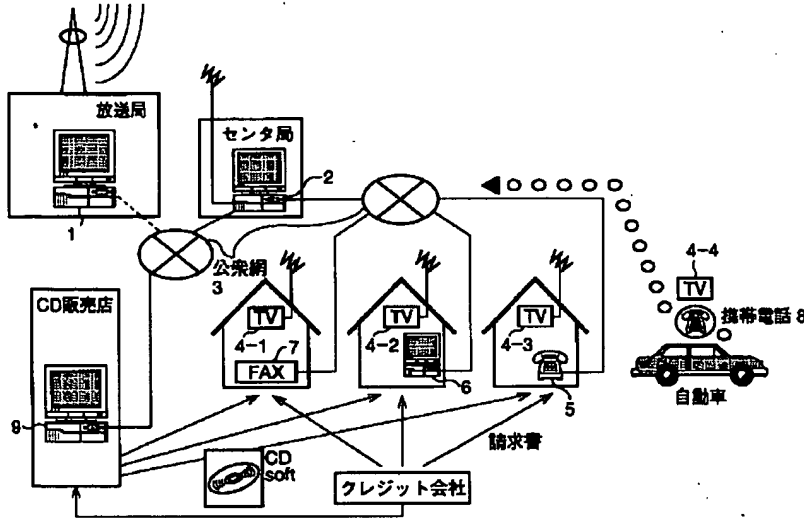 放送局
1
センタ局
2
公衆網
3
CD販売店
9
TV
4-1
7
FAX
TV
4-2
6
TV
4-3
5
4-4
TV
携帯電話 8
自動車
請求書
CD
soft
クレジット会社